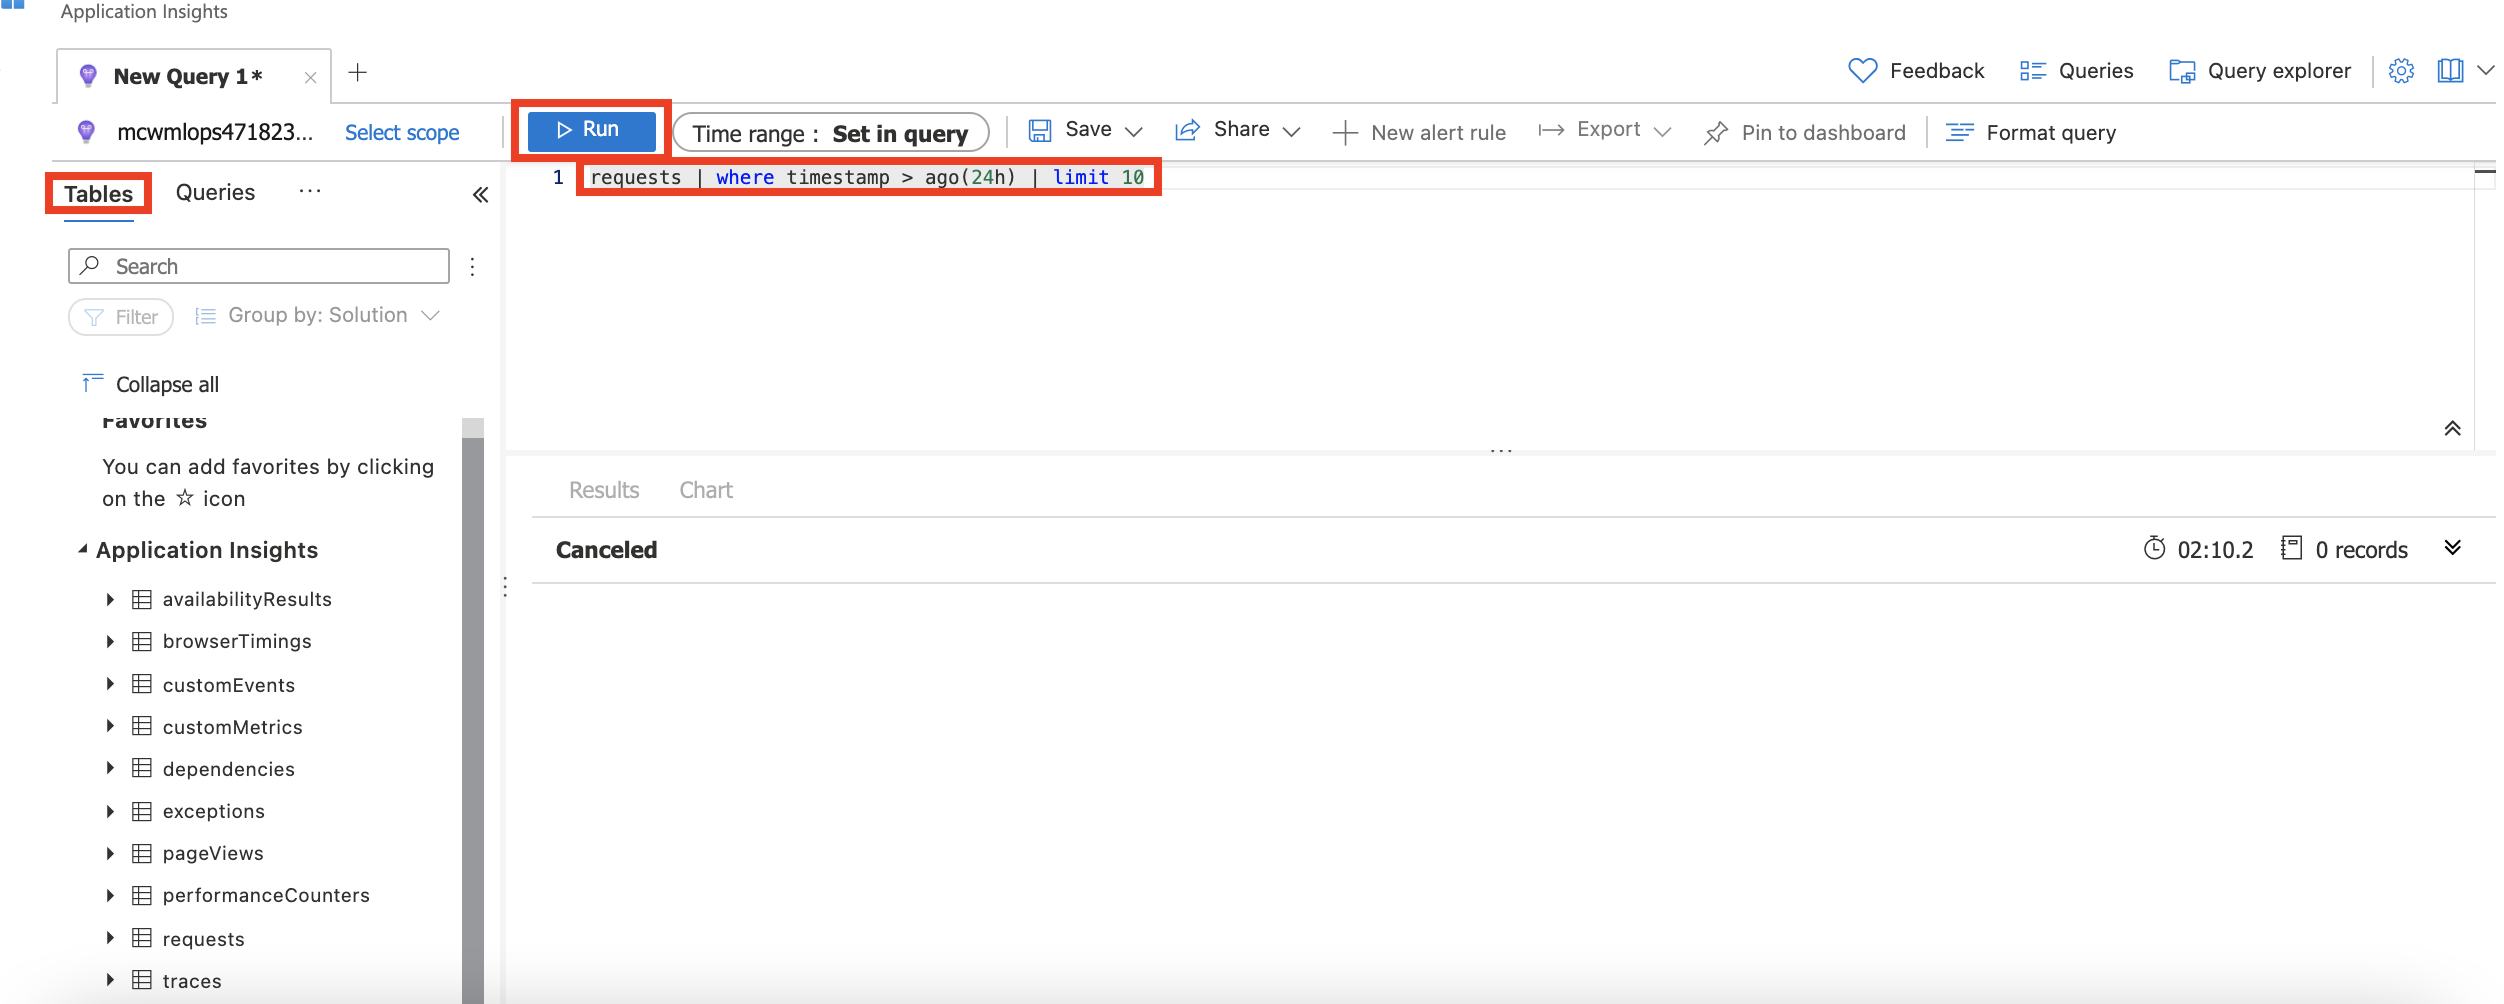 Application Insights
New Query 1*
Feedback
Queries
Query explorer
mcwmlops471823...
Select scope
Run
Time range : Set in query
Save
Share
New alert rule
Export
Pin to dashboard
Format query
Tables
Queries
...
1 requests | where timestamp > ago(24h) | limit 10
Search
Filter
Group by: Solution
Collapse all
Favorites
You can add favorites by clicking
on the ☆ icon
Application Insights
availabilityResults
browserTimings
customEvents
customMetrics
dependencies
exceptions
pageViews
performanceCounters
requests
traces
Results
Chart
Canceled
02:10.2
0 records